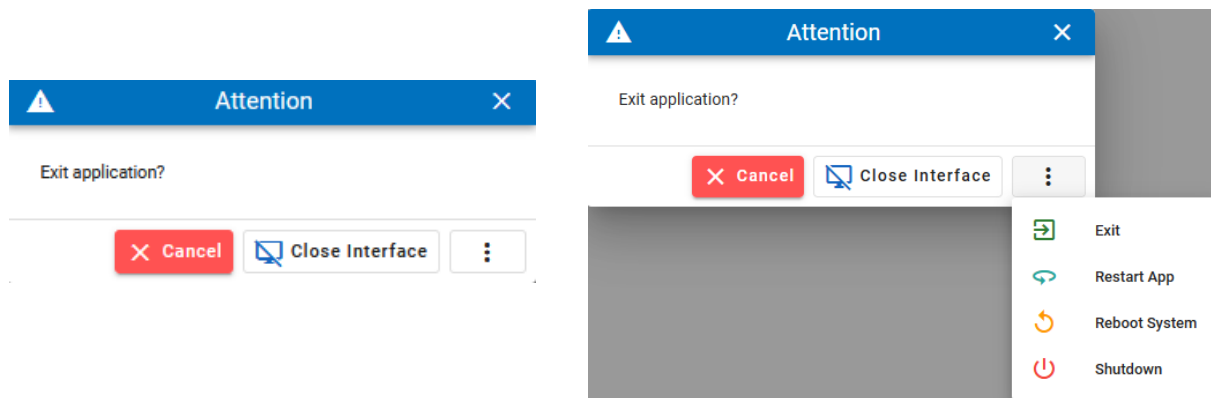 Attention
Exit application?
Cancel Close Interface
Attention
Exit application?
Cancel Close Interface
Exit
Restart App
Reboot System
Shutdown